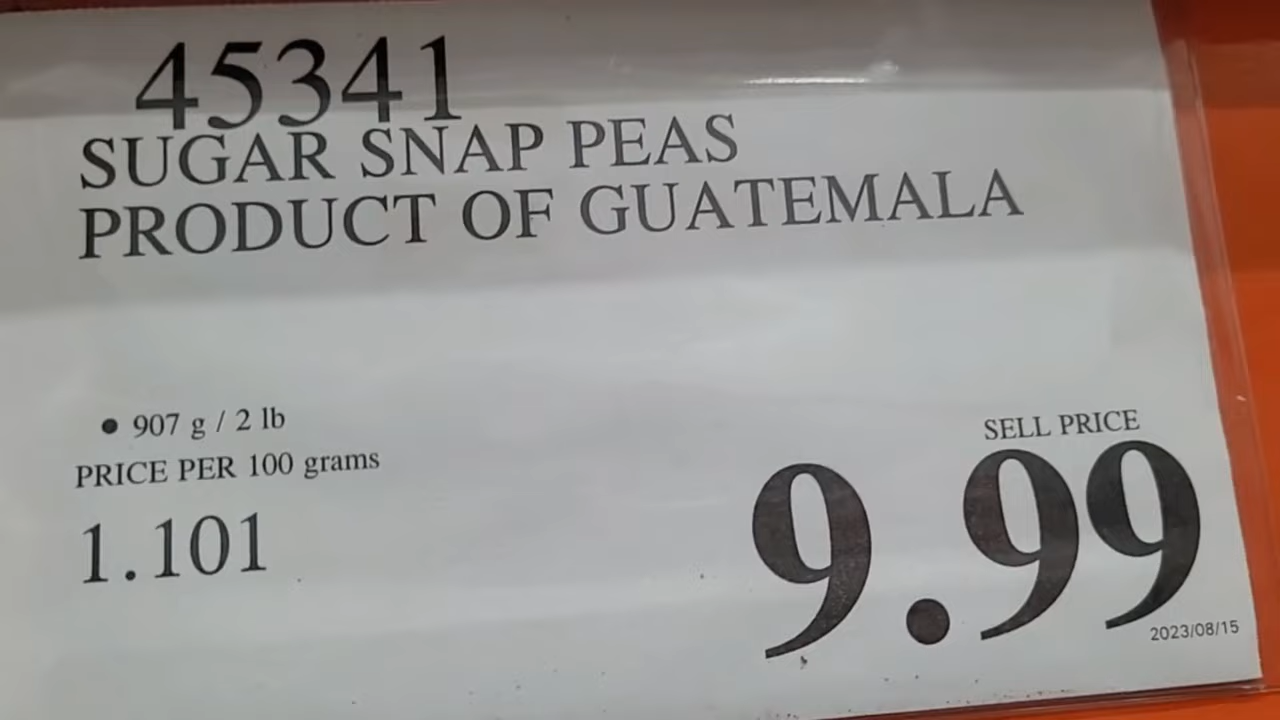 45341
SUGAR SNAP PEAS
PRODUCT OF GUATEMALA
• 907 g / 2 lb
PRICE PER 100 grams
1.101
SELL PRICE
9.99
2023/08/15